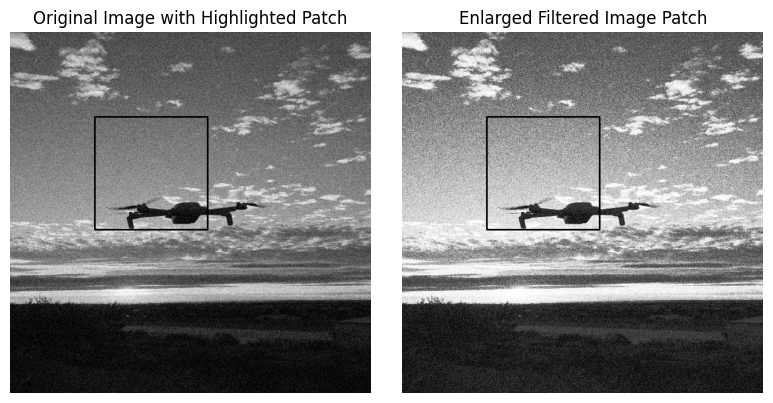 Original Image with Highlighted Patch
Enlarged Filtered Image Patch